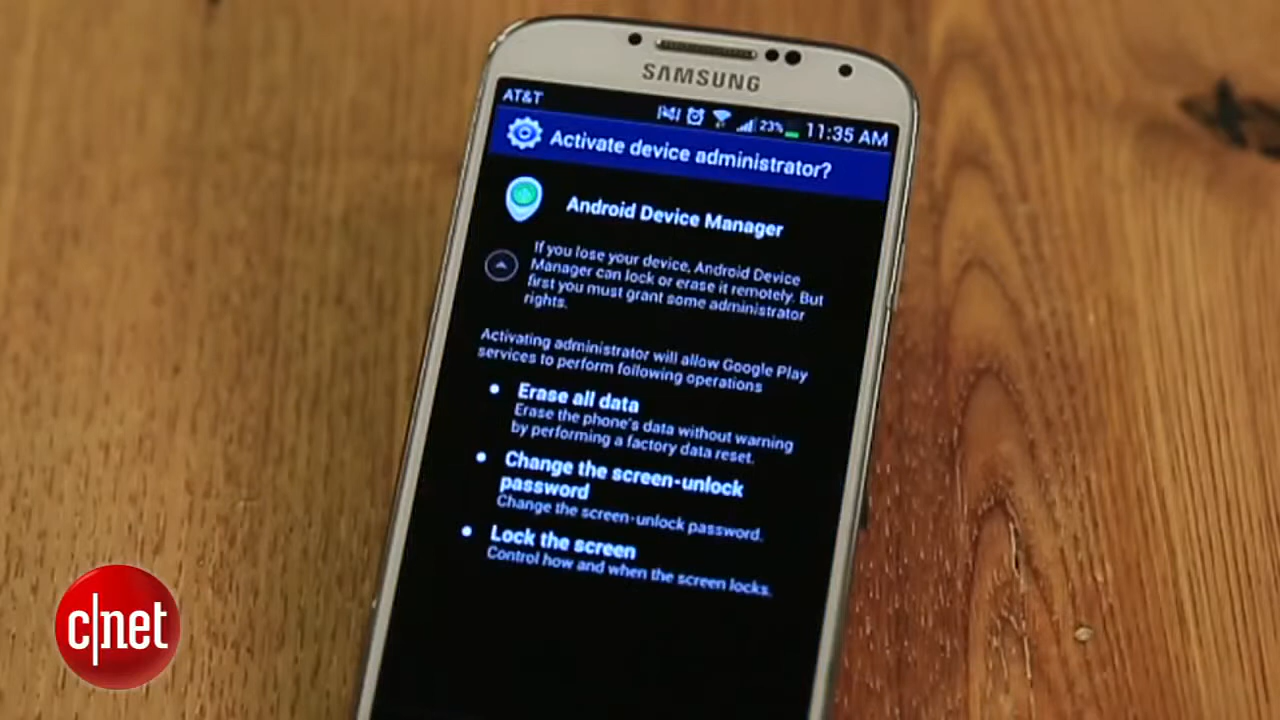 SAMSUNG
AT&T
23% 11:35 AM
Activate device administrator?
Android Device Manager
If you lose your device, Android Device
Manager can lock or erase it remotely. But
first you must grant some administrator
rights.
Activating administrator will allow Google Play
services to perform following operations
Erase all data
Erase the phone's data without warning
by performing a factory data reset.
Change the screen-unlock
password
Change the screen-unlock password.
Lock the screen
Control how and when the screen locks.
c|net